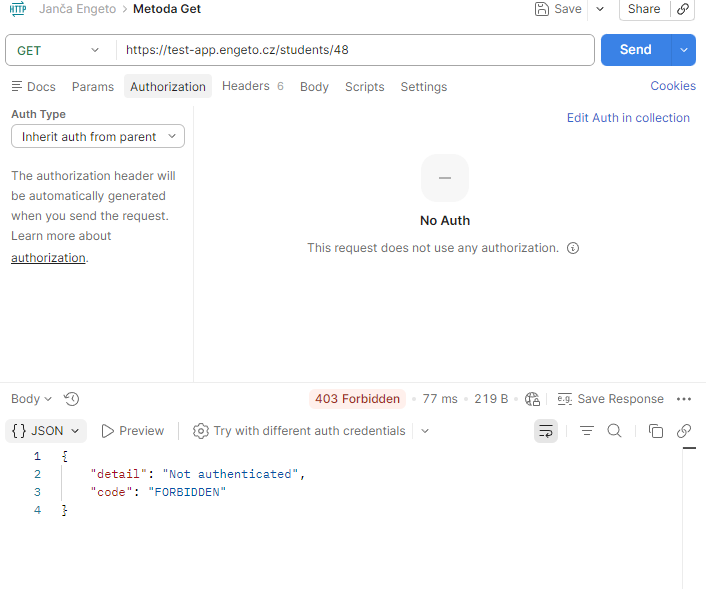 HTTP Janča Engeto > Metoda Get Save Share
GET https://test-app.engeto.cz/students/48 Send
Docs Params Authorization Headers 6 Body Scripts Settings Cookies
Auth Type Edit Auth in collection
Inherit auth from parent
The authorization header will
be automatically generated
when you send the request.
Learn more about
authorization.
No Auth
This request does not use any authorization.
Body 403 Forbidden 77 ms 219 B e.g. Save Response
{} JSON Preview Try with different auth credentials
1 {
2 "detail": "Not authenticated",
3 "code": "FORBIDDEN"
4 }